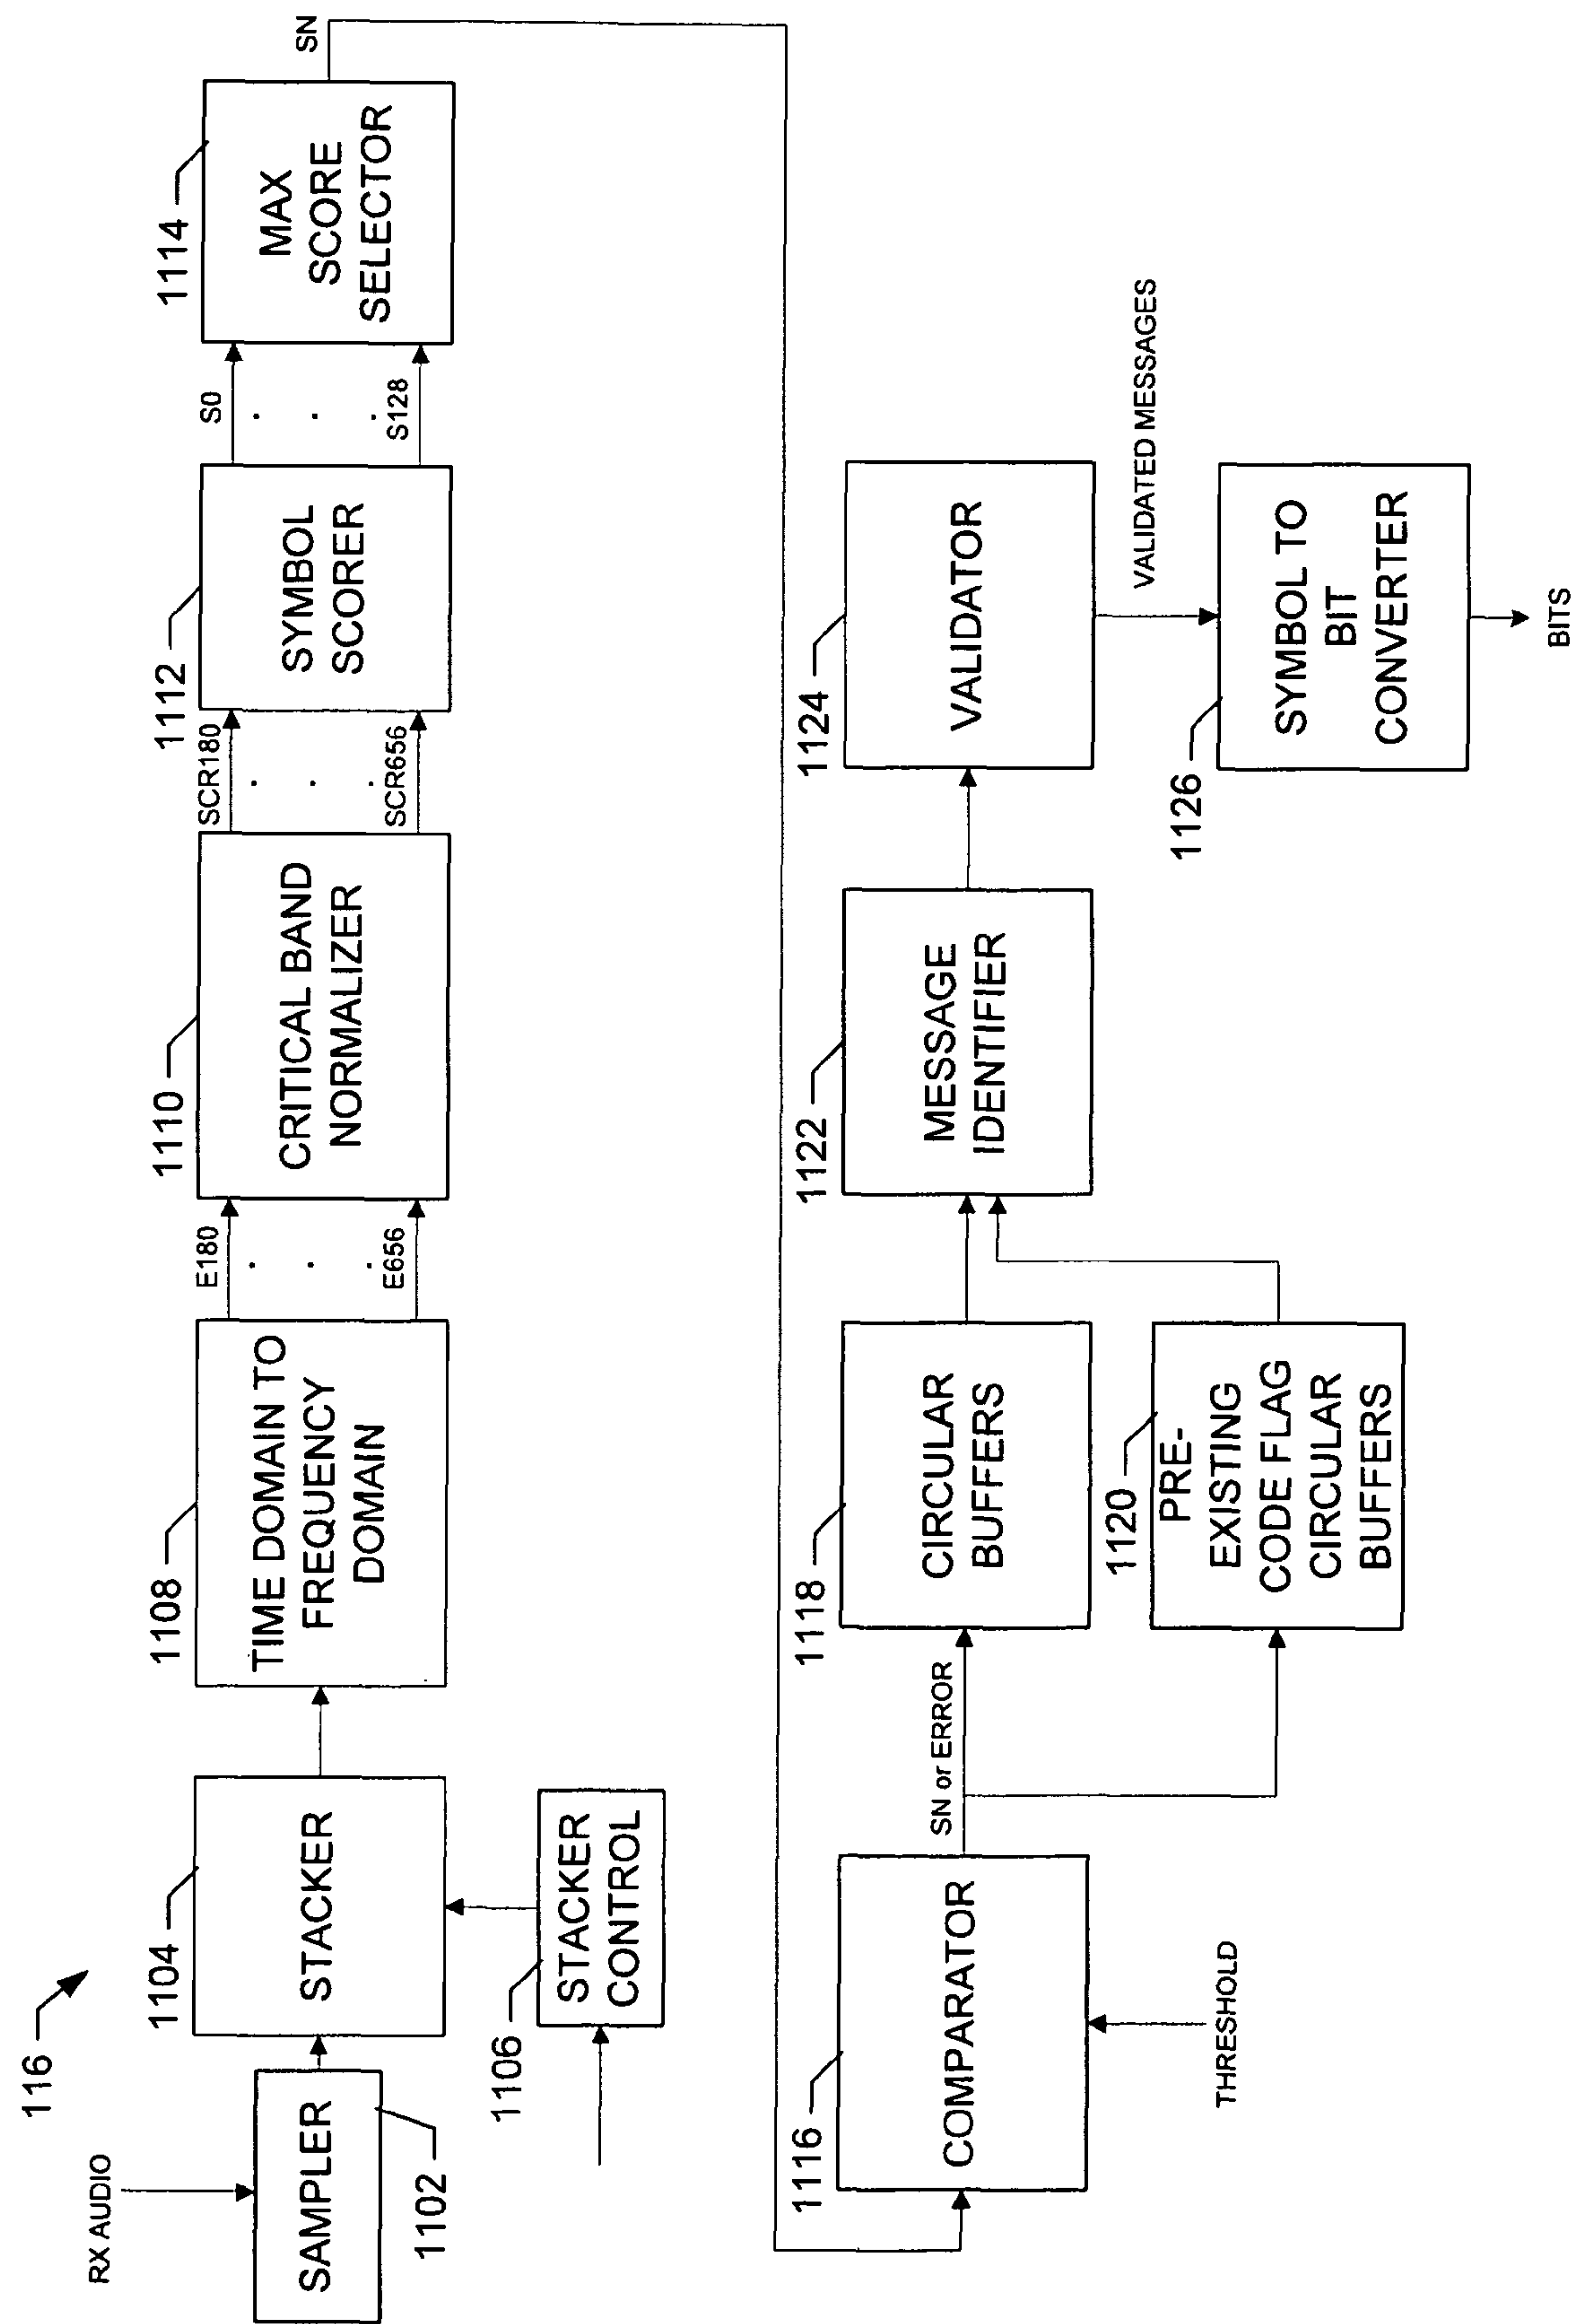 116
RX AUDIO
SAMPLER
1102
1104
STACKER
1106
STACKER
CONTROL
1108
TIME DOMAIN TO
FREQUENCY
DOMAIN
E180
.
.
.
E656
1110
CRITICAL BAND
NORMALIZER
SCR180
.
.
.
SCR656
1112
SYMBOL
SCORER
S0
.
.
.
S128
1114
MAX
SCORE
SELECTOR
SN
1116
COMPARATOR
THRESHOLD
SN or ERROR
1118
CIRCULAR
BUFFERS
1120
PRE-
EXISTING
CODE FLAG
CIRCULAR
BUFFERS
1122
MESSAGE
IDENTIFIER
1124
VALIDATOR
VALIDATED MESSAGES
1126
SYMBOL TO
BIT
CONVERTER
BITS